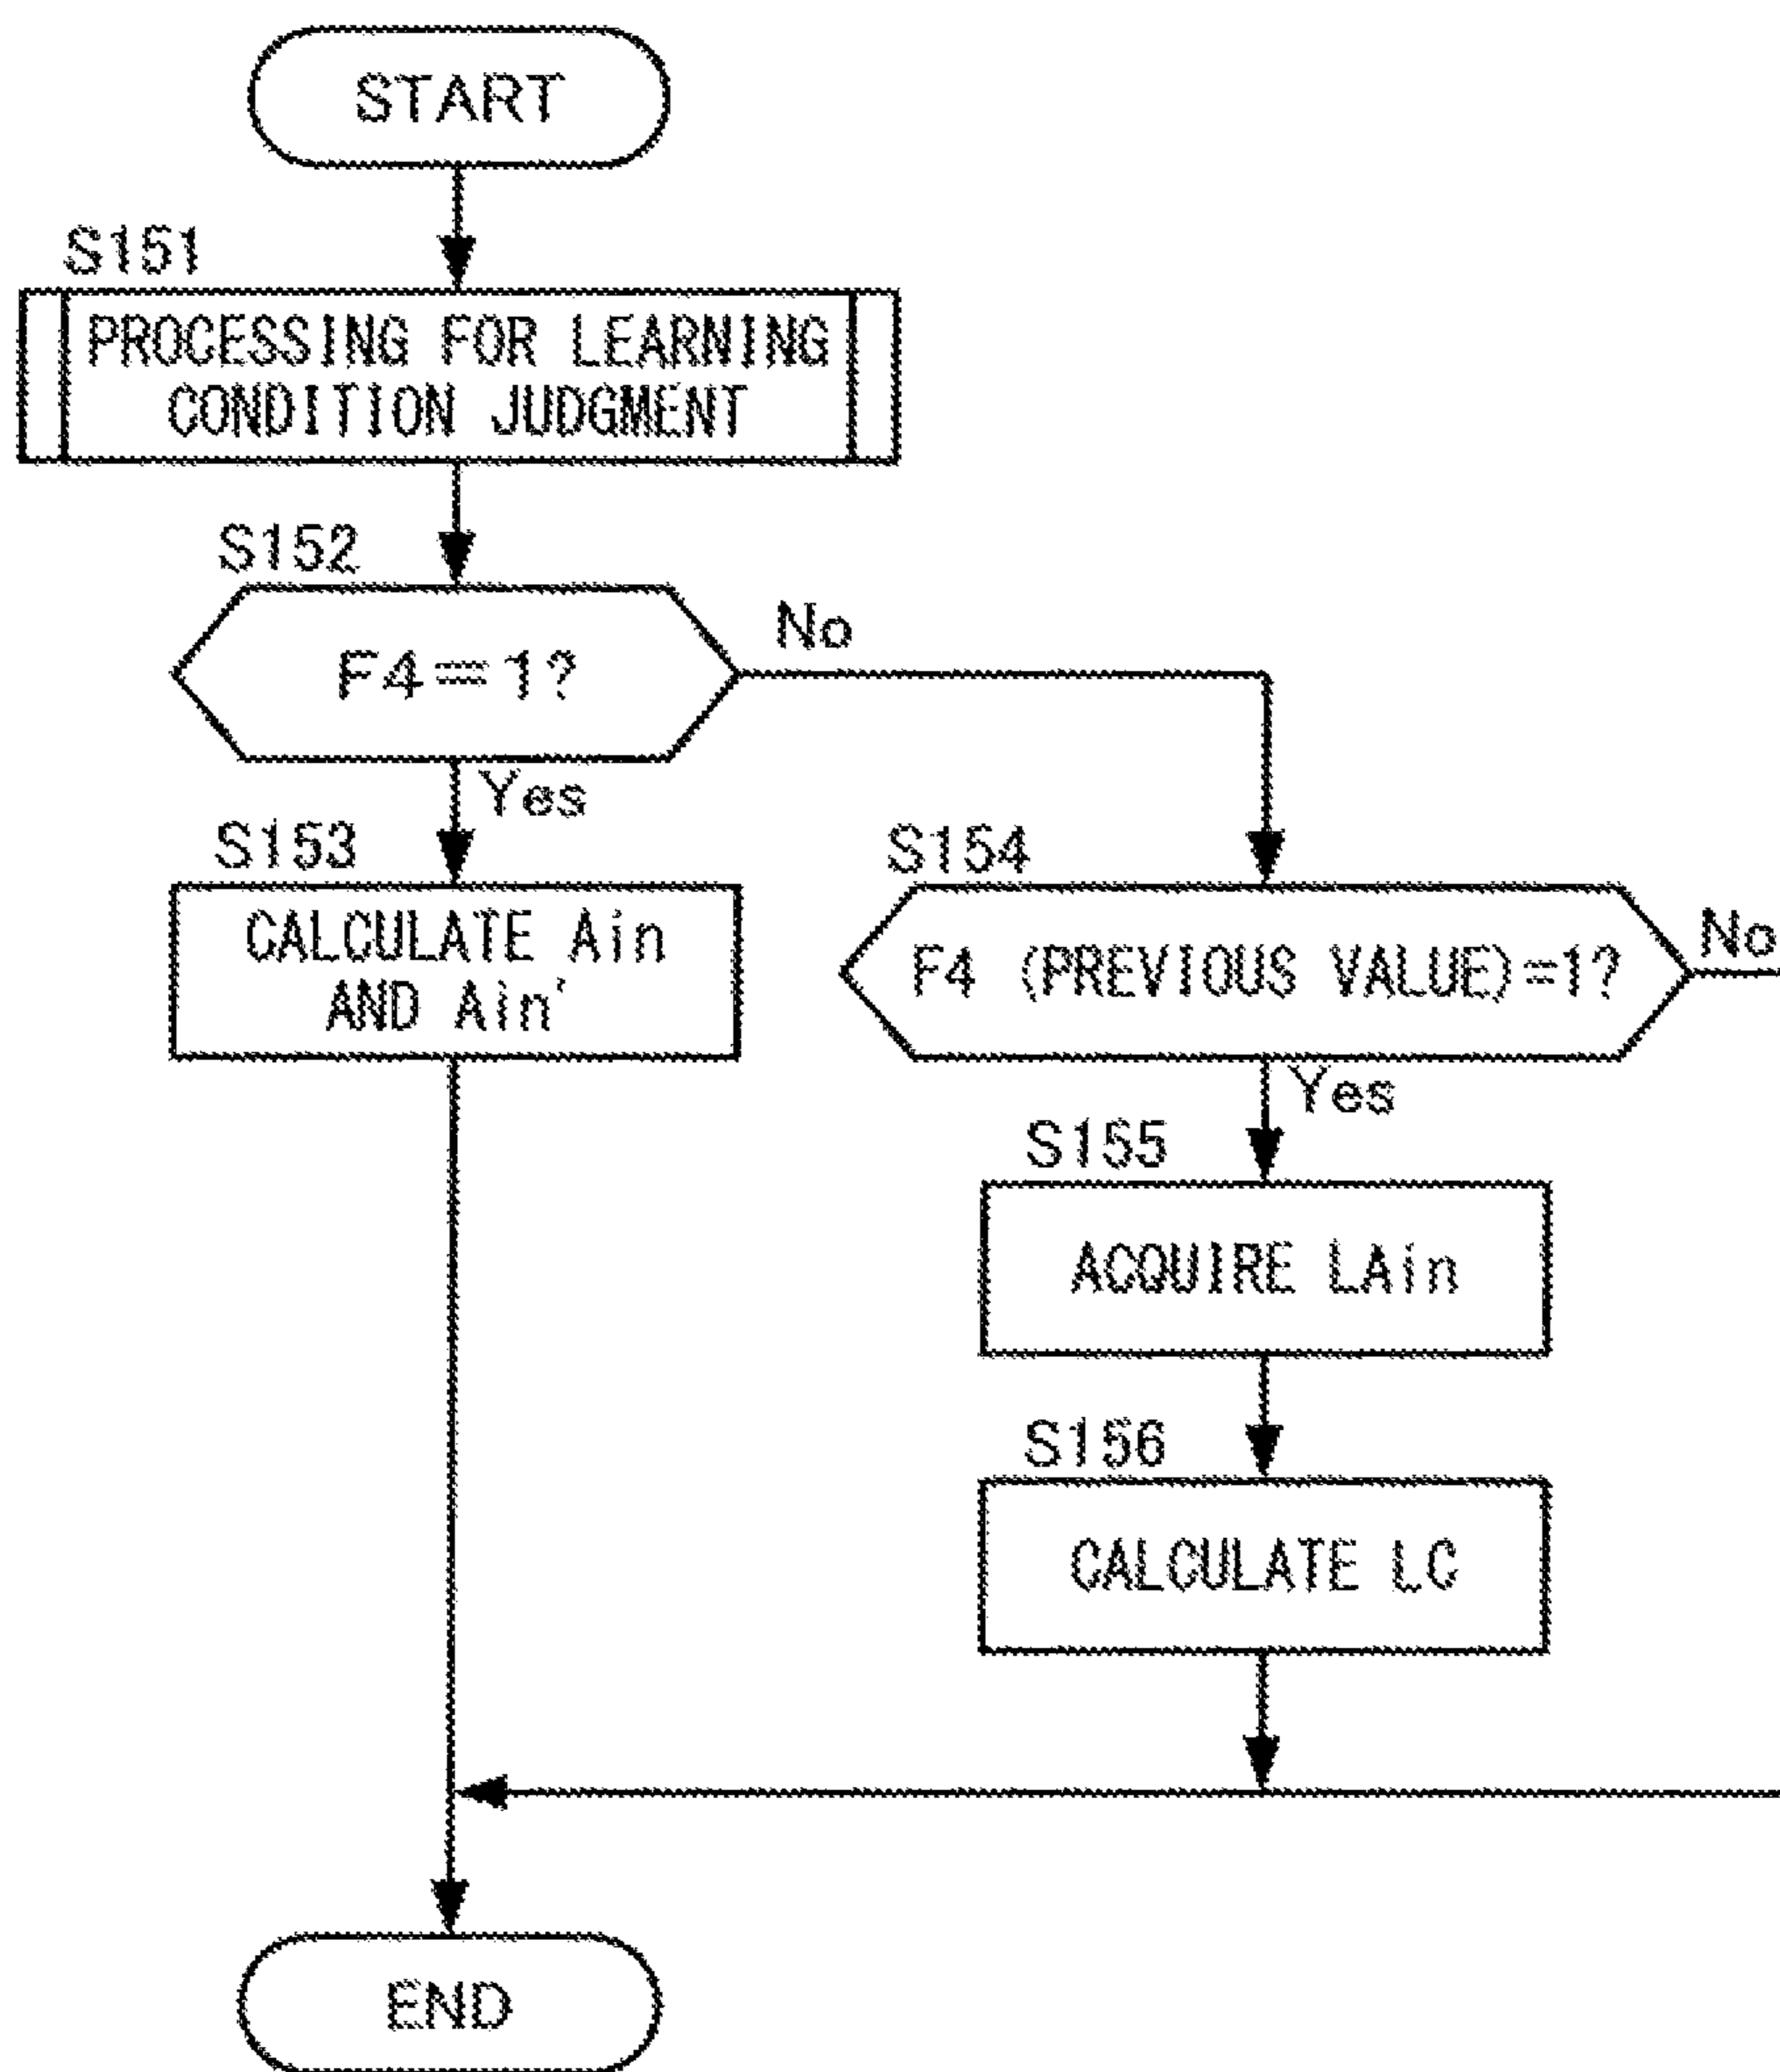 START
S151
PROCESSING FOR LEARNING
CONDITION JUDGMENT
S152
F4=1?
No
Yes
S153
CALCULATE Ain
AND Ain'
S154
F4 (PREVIOUS VALUE)=1?
No
Yes
S155
ACQUIRE LAin
S156
CALCULATE LC
END